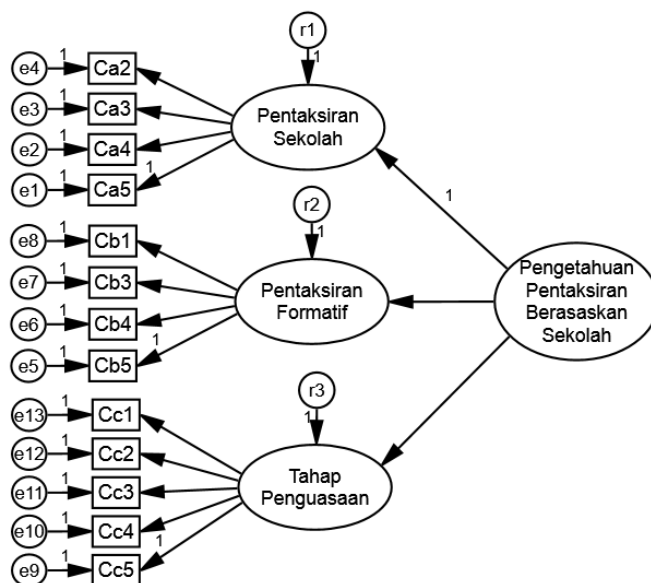 r1
1
e4 1 Ca2
e3 1 Ca3
e2 1 Ca4
e1 1 Ca5 1
Pentaksiran
Sekolah
1
r2
1
e8 1 Cb1
e7 1 Cb3
e6 1 Cb4
e5 1 Cb5 1
Pentaksiran
Formatif
Pengetahuan
Pentaksiran
Berasaskan
Sekolah
r3
1
e13 1 Cc1
e12 1 Cc2
e11 1 Cc3
e10 1 Cc4
e9 1 Cc5 1
Tahap
Penguasaan